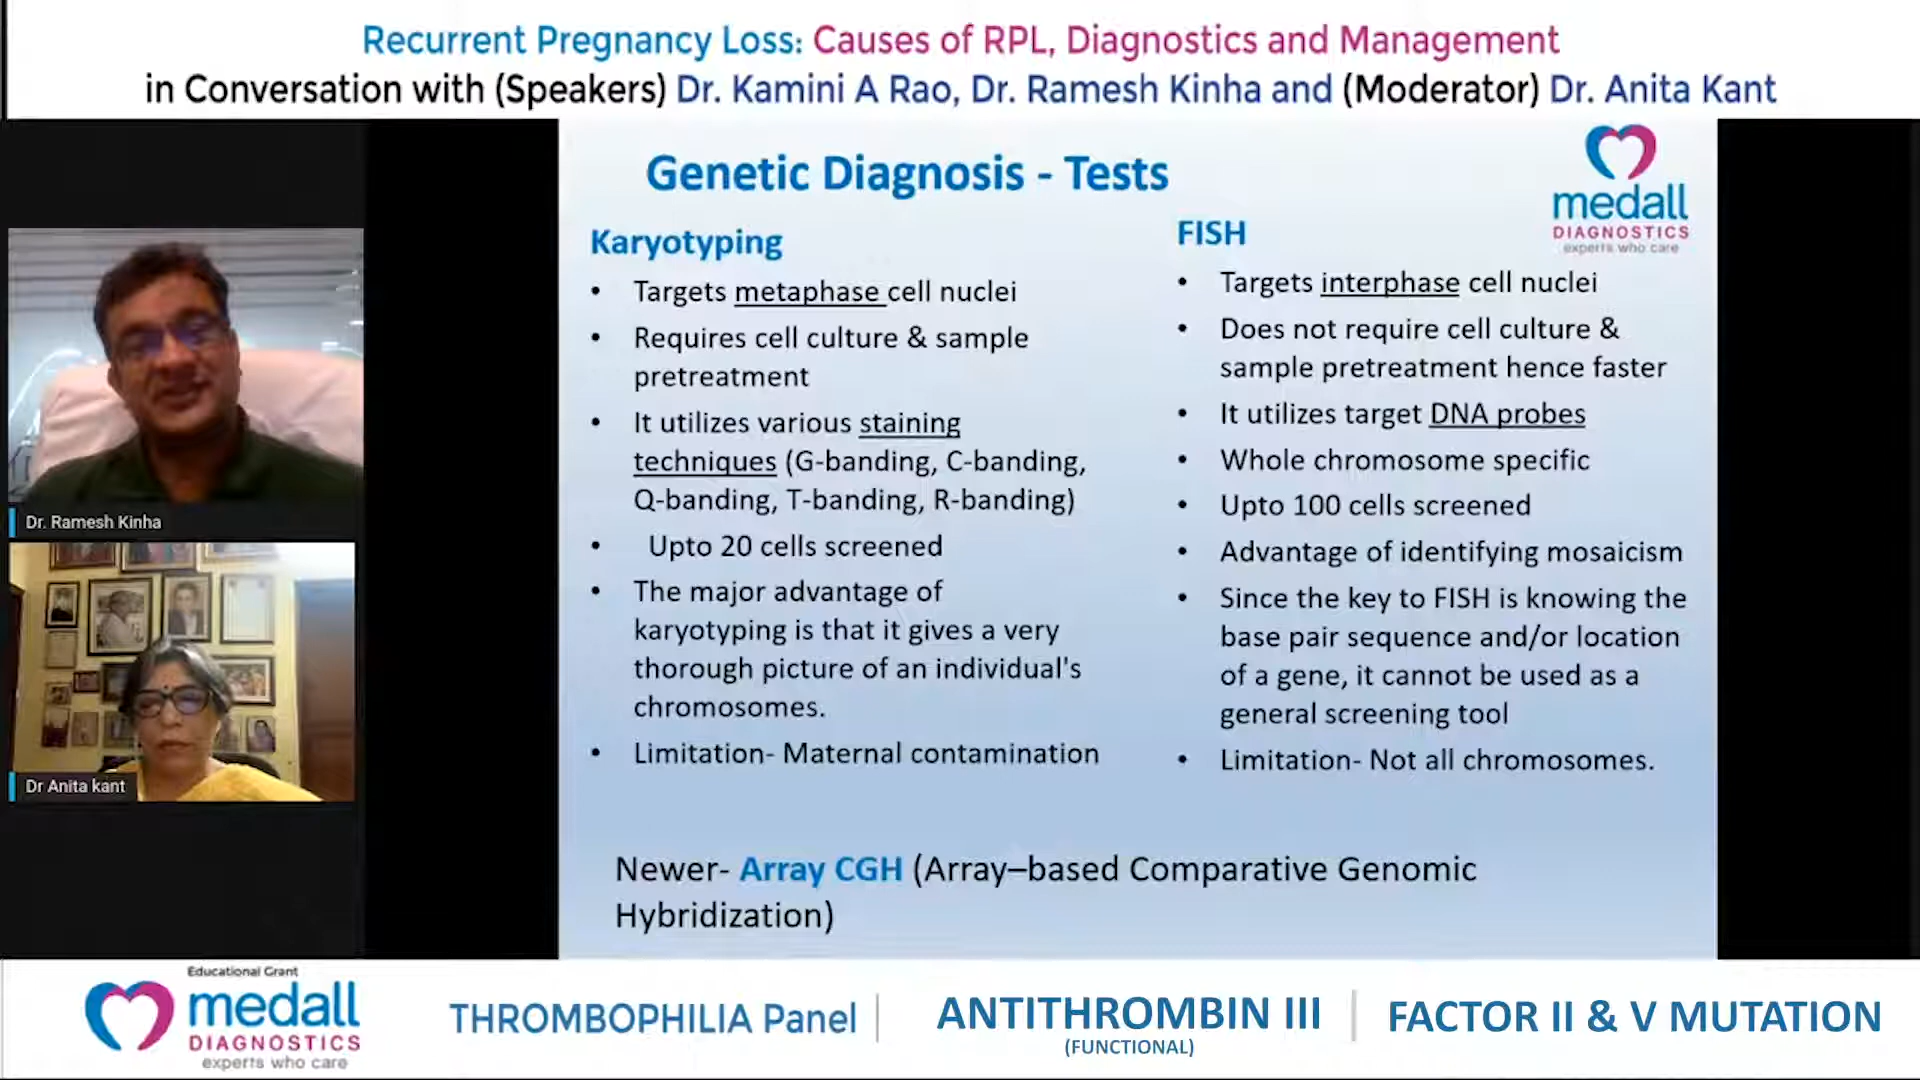 Recurrent Pregnancy Loss: Causes of RPL, Diagnostics and Management
in Conversation with (Speakers) Dr. Kamini A Rao, Dr. Ramesh Kinha and (Moderator) Dr. Anita Kant
Genetic Diagnosis - Tests
medall
DIAGNOSTICS
experts who care
Karyotyping
• Targets metaphase cell nuclei
• Requires cell culture & sample
pretreatment
• It utilizes various staining
techniques (G-banding, C-banding,
Q-banding, T-banding, R-banding)
• Upto 20 cells screened
• The major advantage of
karyotyping is that it gives a very
thorough picture of an individual's
chromosomes.
• Limitation- Maternal contamination
FISH
• Targets interphase cell nuclei
• Does not require cell culture &
sample pretreatment hence faster
• It utilizes target DNA probes
• Whole chromosome specific
• Upto 100 cells screened
• Advantage of identifying mosaicism
• Since the key to FISH is knowing the
base pair sequence and/or location
of a gene, it cannot be used as a
general screening tool
• Limitation- Not all chromosomes.
Newer- Array CGH (Array–based Comparative Genomic
Hybridization)
Dr. Ramesh Kinha
Dr Anita kant
Educational Grant
medall
DIAGNOSTICS
experts who care
THROMBOPHILIA Panel
ANTITHROMBIN III
(FUNCTIONAL)
FACTOR II & V MUTATION